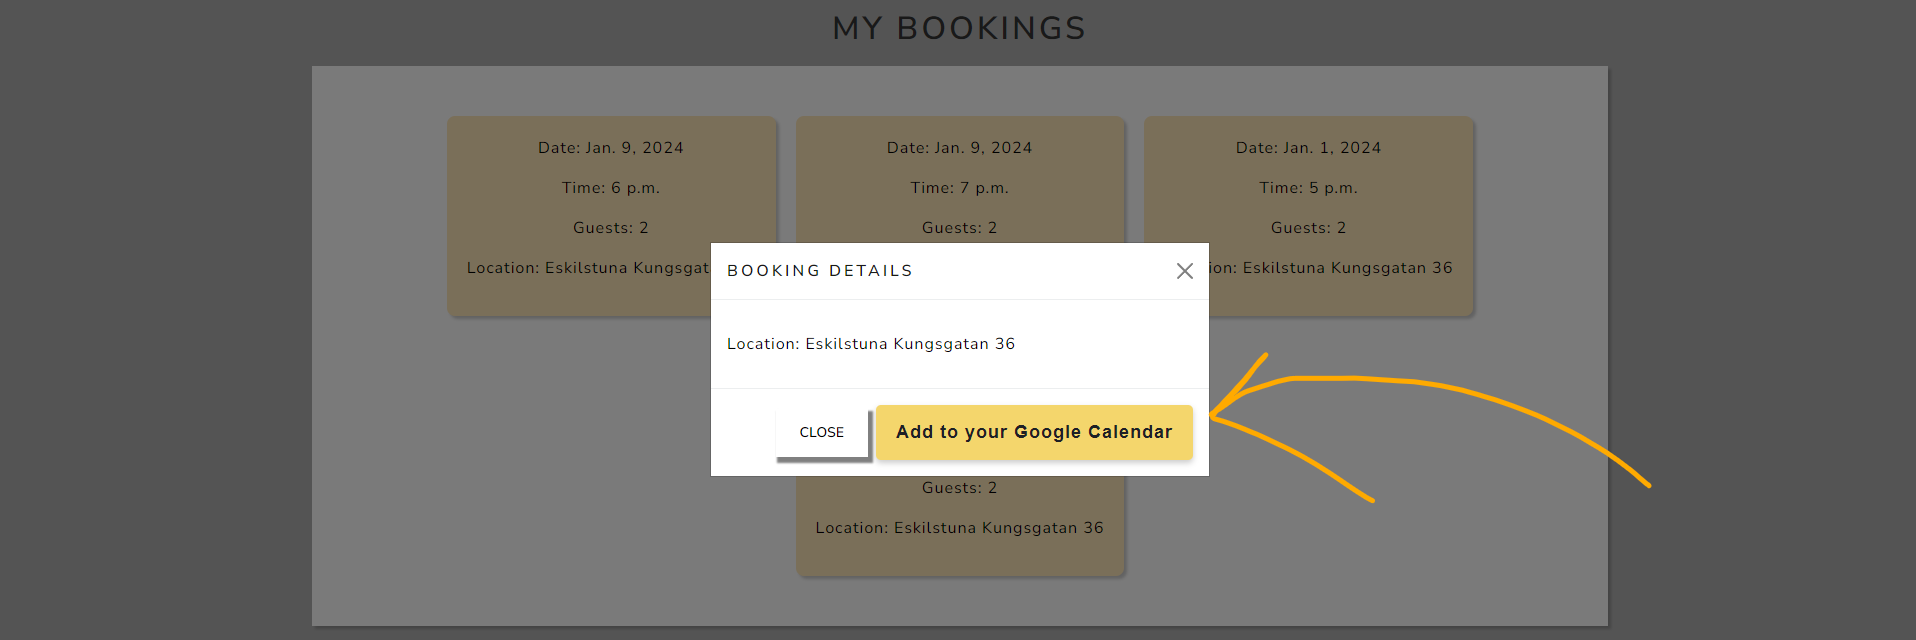 MY BOOKINGS
Date: Jan. 9, 2024
Time: 6 p.m.
Guests: 2
Location: Eskilstuna Kungsgat
Date: Jan. 9, 2024
Time: 7 p.m.
Guests: 2
Date: Jan. 1, 2024
Time: 5 p.m.
Guests: 2
ion: Eskilstuna Kungsgatan 36
BOOKING DETAILS
Location: Eskilstuna Kungsgatan 36
CLOSE
Add to your Google Calendar
Guests: 2
Location: Eskilstuna Kungsgatan 36